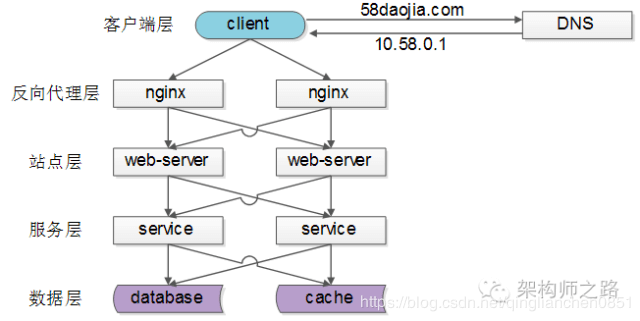 客户端层 client 58daojia.com DNS
10.58.0.1
反向代理层 nginx nginx
站点层 web-server web-server
服务层 service service
数据层 database cache
架构师之路
https://blog.csdn.net/qingtianchen0851